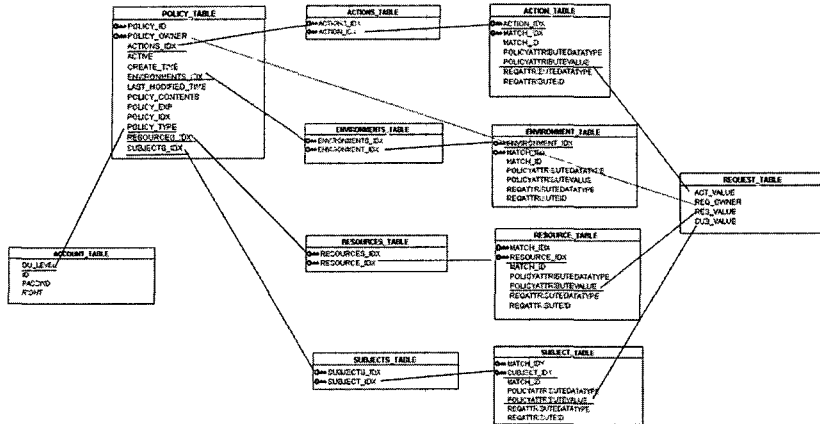 POLICY_TABLE
POLICY_ID
POLICY_OWNER
ACTIONS_IDX
ACTIVE
CREATE_TIME
ENVIRONMENTS_IDX
LAST_MODIFIED_TIME
POLICY_CONTENTS
POLICY_EXP
POLICY_IDX
POLICY_TYPE
RESOURCES_IDX
SUBJECTS_IDX
ACTIONS_TABLE
ACTIONS_IDX
ACTION_IDX
ACTION_TABLE
ACTION_IDX
MATCH_IDX
MATCH_ID
POLICYATTRIBUTEDATATYPE
POLICYATTRIBUTEVALUE
REQATTRIBUTEDATATYPE
REQATTRIBUTEID
ENVIRONMENTS_TABLE
ENVIRONMENTS_IDX
ENVIRONMENT_IDX
ENVIRONMENT_TABLE
ENVIRONMENT_IDX
MATCH_IDX
MATCH_ID
POLICYATTRIBUTEDATATYPE
POLICYATTRIBUTEVALUE
REQATTRIBUTEDATATYPE
REQATTRIBUTEID
REQUEST_TABLE
ACT_VALUE
REQ_OWNER
RES_VALUE
CUB_VALUE
ACCOUNT_TABLE
OU_LEVEL
ID
RIGHT
RESOURCES_TABLE
RESOURCES_IDX
RESOURCE_IDX
RESOURCE_TABLE
MATCH_IDX
RESOURCE_IDX
MATCH_ID
POLICYATTRIBUTEDATATYPE
POLICYATTRIBUTEVALUE
REQATTRIBUTEDATATYPE
REQATTRIBUTEID
SUBJECTS_TABLE
SUBJECTS_IDX
SUBJECT_IDX
SUBJECT_TABLE
MATCH_IDX
SUBJECT_IDX
MATCH_ID
POLICYATTRIBUTEDATATYPE
POLICYATTRIBUTEVALUE
REQATTRIBUTEDATATYPE
REQATTRIBUTEID